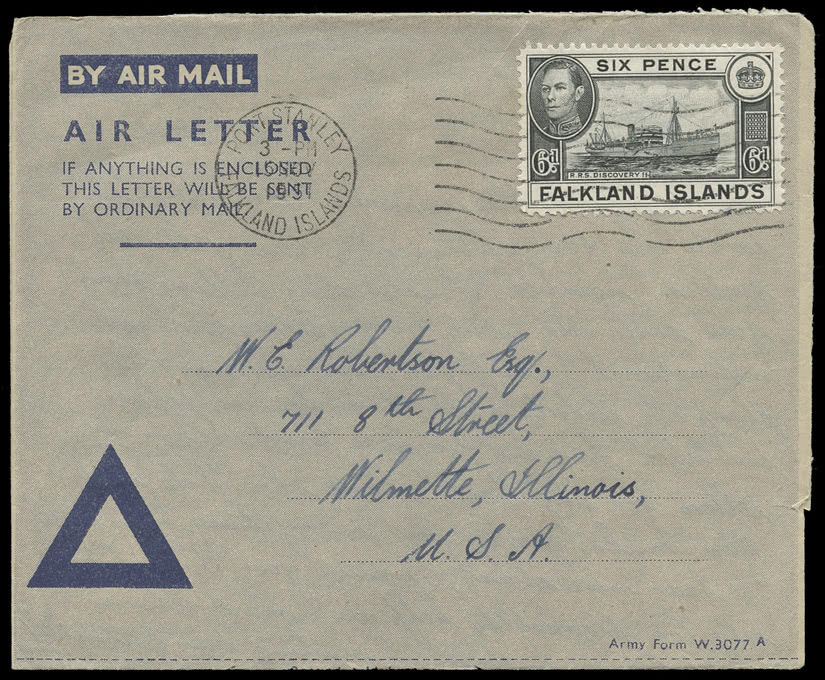 BY AIR MAIL
AIR LETTER
IF ANYTHING IS ENCLOSED
THIS LETTER WILL BE SENT
BY ORDINARY MAIL
PORT STANLEY
3 -PM
1951
FALKLAND ISLANDS
SIX PENCE
6d
6d
R.R.S. DISCOVERY II
FALKLAND ISLANDS
W. E. Robertson Esq.,
711 8th Street,
Wilmette, Illinois,
U. S. A.
Army Form W.3077 A